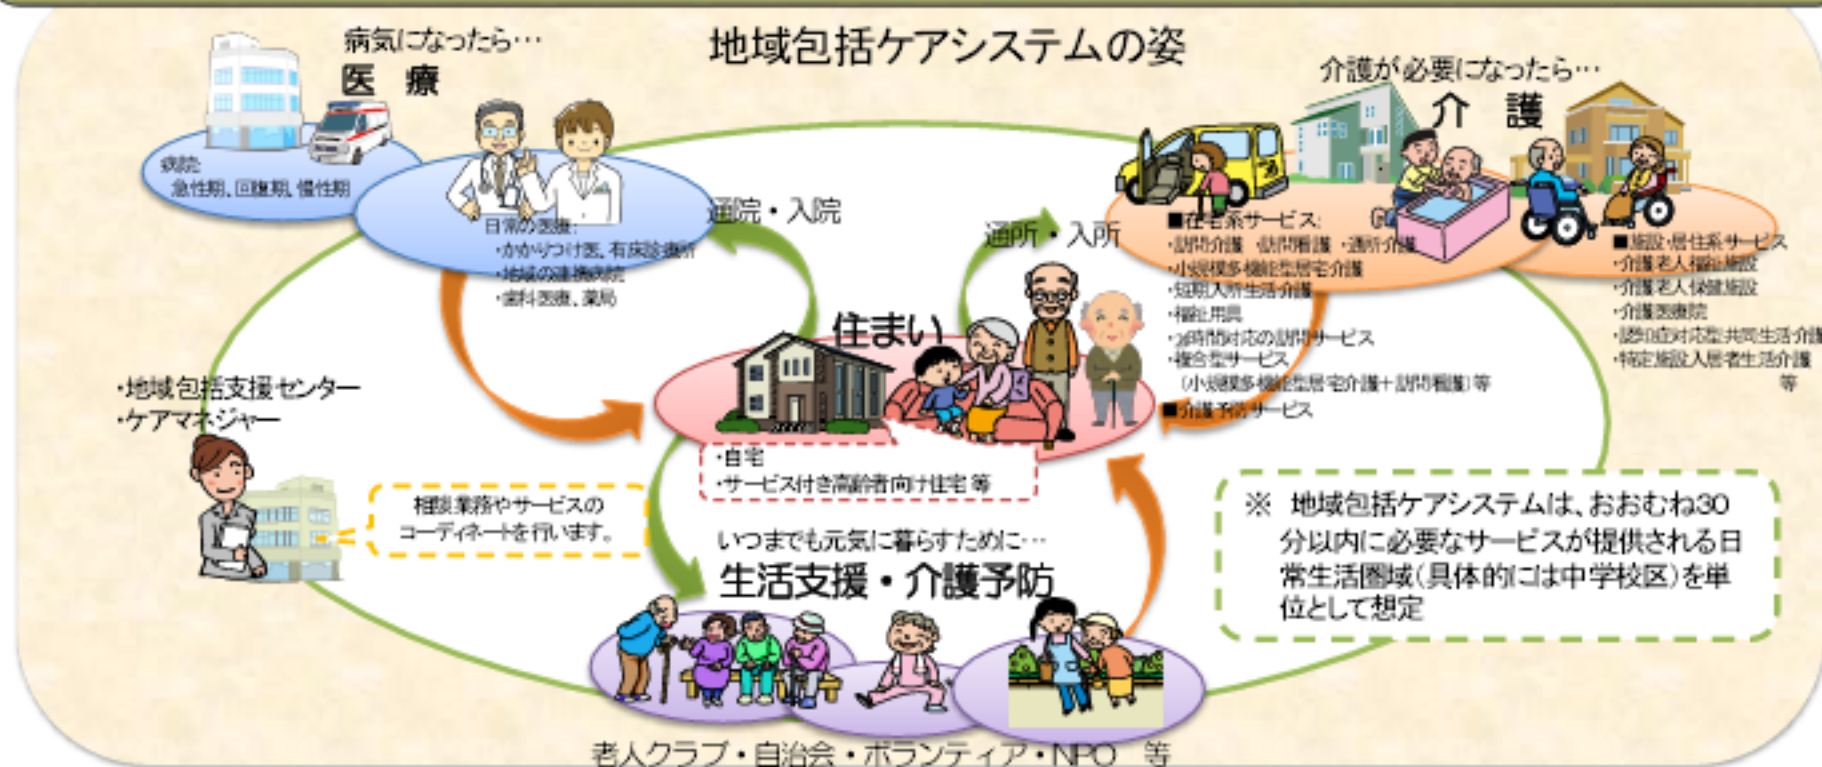 地域包括ケアシステムの姿
病気になったら…
医 療
病院:
急性期、回復期、慢性期
日常の医療:
・かかりつけ医、有床診療所
・地域の連携病院
・歯科医療、薬局
通院・入院
通所・入所
介護が必要になったら…
介 護
■在宅系サービス:
・訪問介護 ・訪問看護 ・通所介護
・小規模多機能型居宅介護
・短期入所生活介護
・福祉用具
・24時間対応の訪問サービス
・複合型サービス
(小規模多機能型居宅介護+訪問看護)等
■介護予防サービス
■施設・居住系サービス
・介護老人福祉施設
・介護老人保健施設
・介護医療院
・認知症対応型共同生活介護
・特定施設入居者生活介護
等
住まい
・自宅
・サービス付き高齢者向け住宅 等
・地域包括支援センター
・ケアマネジャー
相談業務やサービスの
コーディネートを行います。
いつまでも元気に暮らすために…
生活支援・介護予防
老人クラブ・自治会・ボランティア・NPO 等
※ 地域包括ケアシステムは、おおむね30
分以内に必要なサービスが提供される日
常生活圏域(具体的には中学校区)を単
位として想定